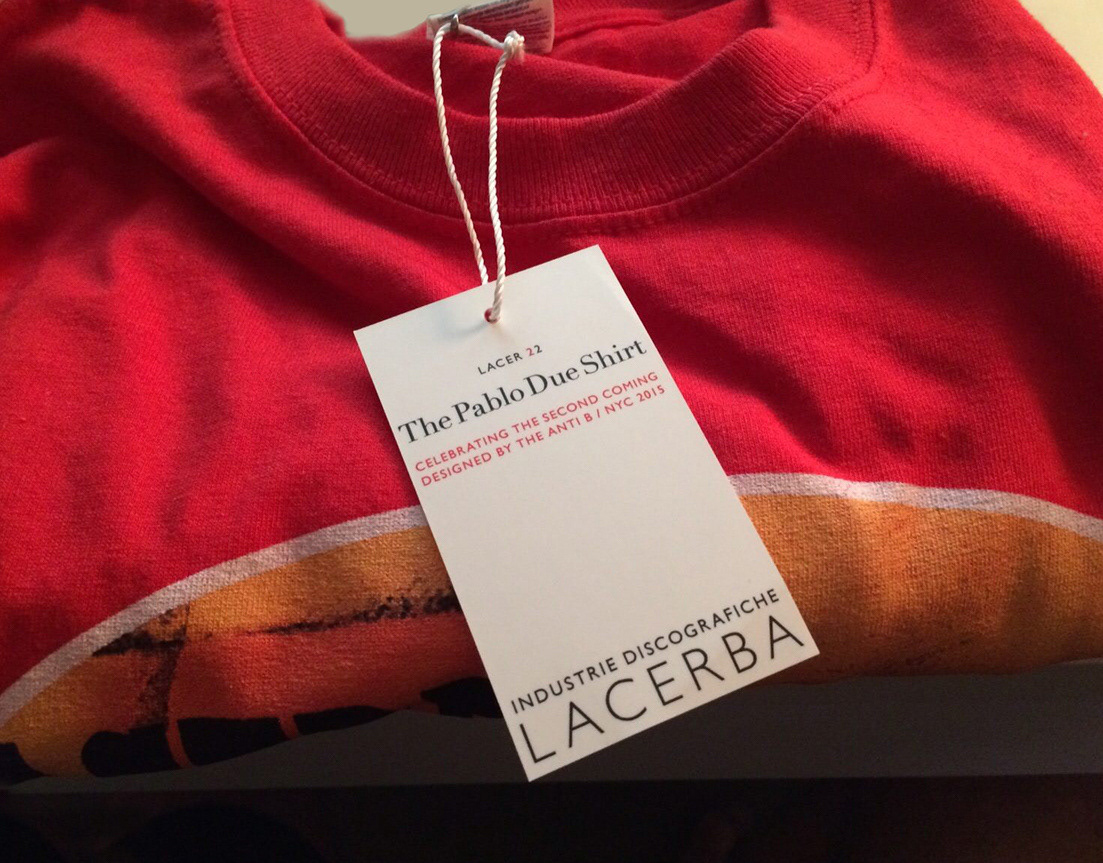 LACER 22
The Pablo Due Shirt
CELEBRATING THE SECOND COMING
DESIGNED BY THE ANTI B / NYC 2015
INDUSTRIE DISCOGRAFICHE
LACERBA